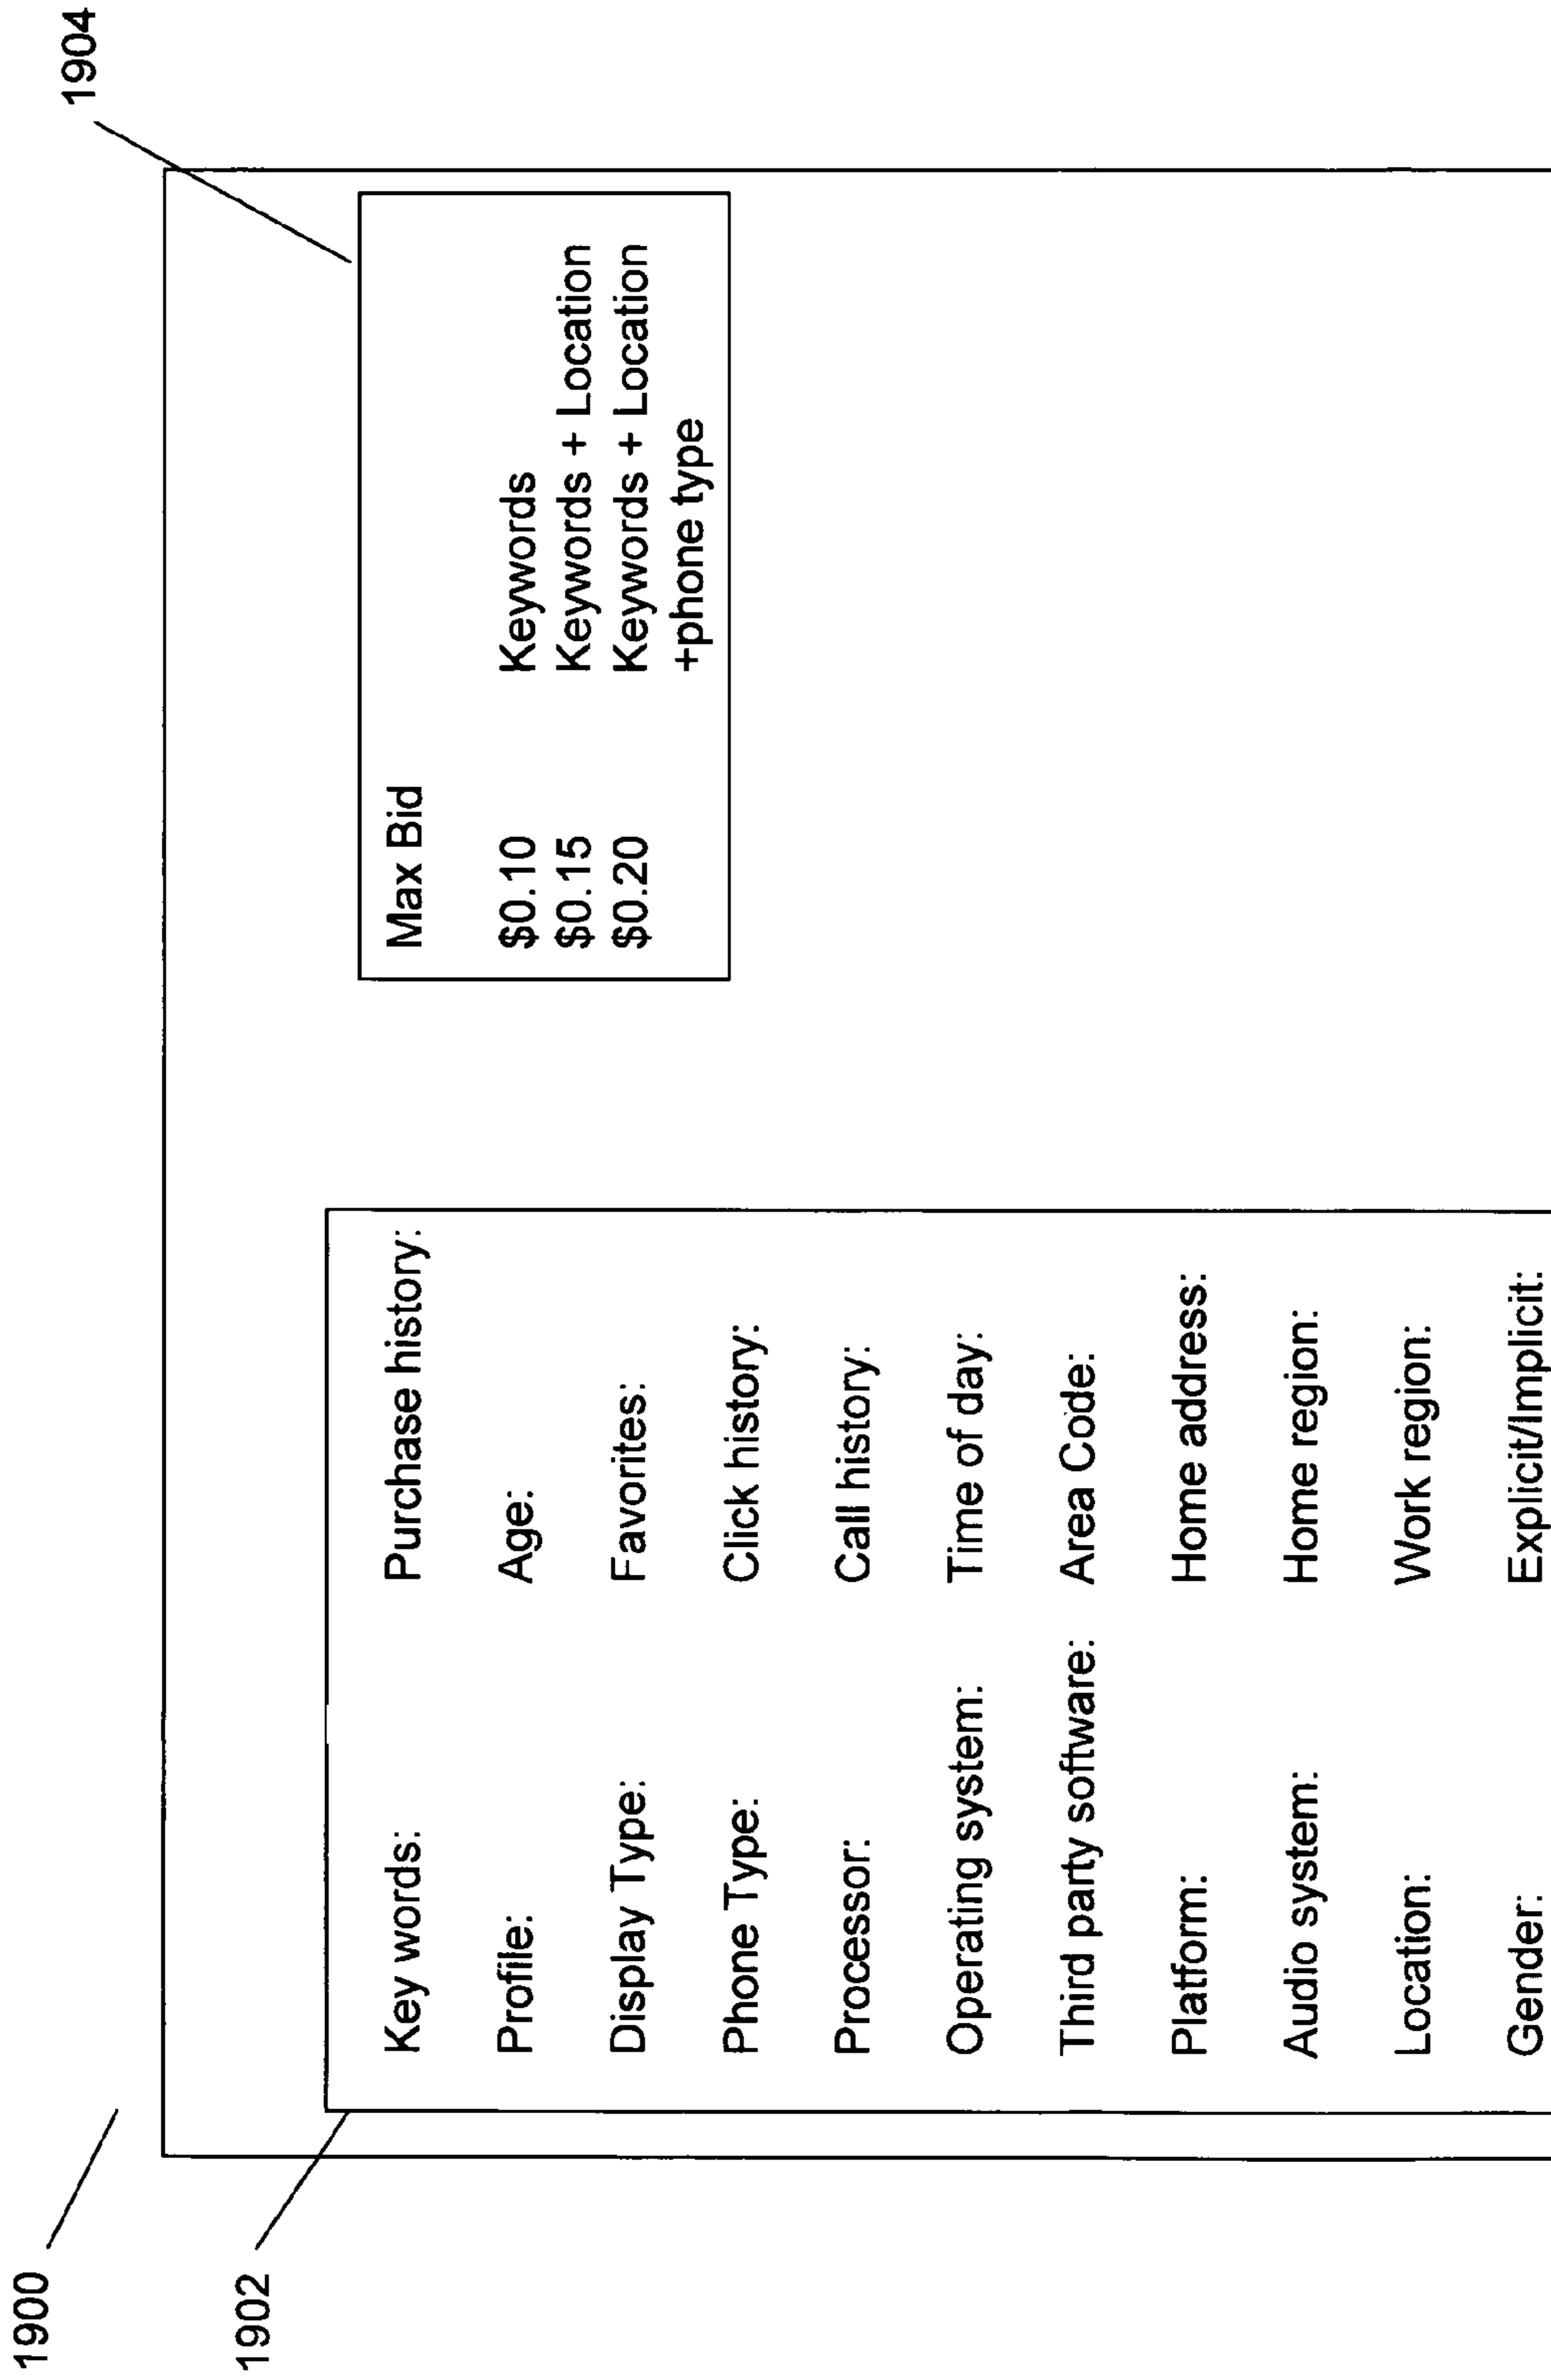 1900
1902
1904
Key words: Purchase history:
Profile: Age:
Display Type: Favorites:
Phone Type: Click history:
Processor: Call history:
Operating system: Time of day:
Third party software: Area Code:
Platform: Home address:
Audio system: Home region:
Location: Work region:
Gender: Explicit/Implicit:
Max Bid
$0.10 Keywords
$0.15 Keywords + Location
$0.20 Keywords + Location
+phone type